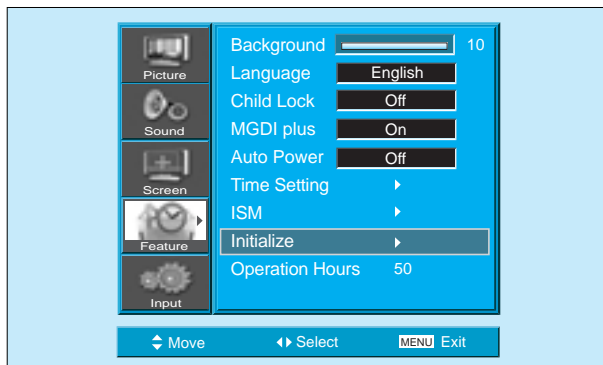 Picture
Sound
Screen
Feature
Input
Background 10
Language English
Child Lock Off
MGDI plus On
Auto Power Off
Time Setting
ISM
Initialize
Operation Hours 50
Move Select MENU Exit